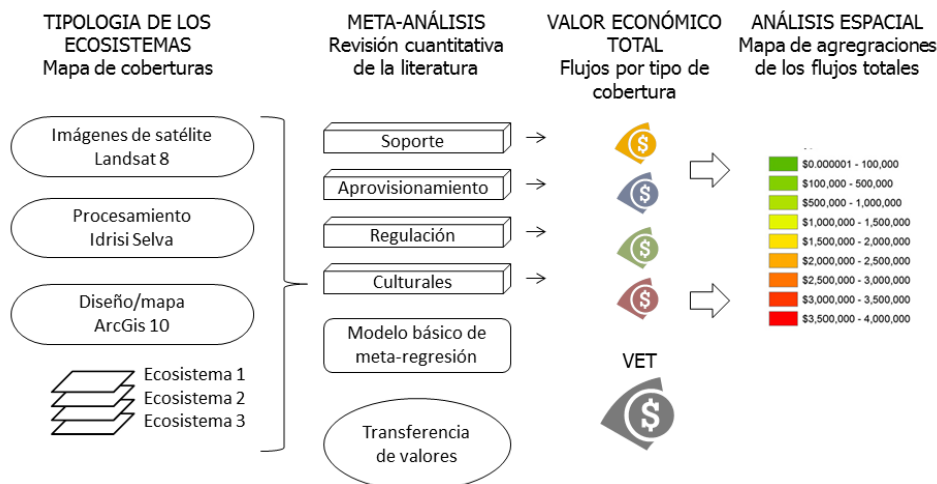 TIPOLOGIA DE LOS
ECOSISTEMAS
Mapa de coberturas
Imágenes de satélite
Landsat 8
Procesamiento
Idrisi Selva
Diseño/mapa
ArcGis 10
Ecosistema 1
Ecosistema 2
Ecosistema 3
META-ANÁLISIS
Revisión cuantitativa
de la literatura
Soporte
Aprovisionamiento
Regulación
Culturales
Modelo básico de
meta-regresión
Transferencia
de valores
VALOR ECONÓMICO
TOTAL
Flujos por tipo de
cobertura
$
$
$
$
VET
$
ANÁLISIS ESPACIAL
Mapa de agregraciones
de los flujos totales
$0.000001 - 100,000
$100,000 - 500,000
$500,000 - 1,000,000
$1,000,000 - 1,500,000
$1,500,000 - 2,000,000
$2,000,000 - 2,500,000
$2,500,000 - 3,000,000
$3,000,000 - 3,500,000
$3,500,000 - 4,000,000